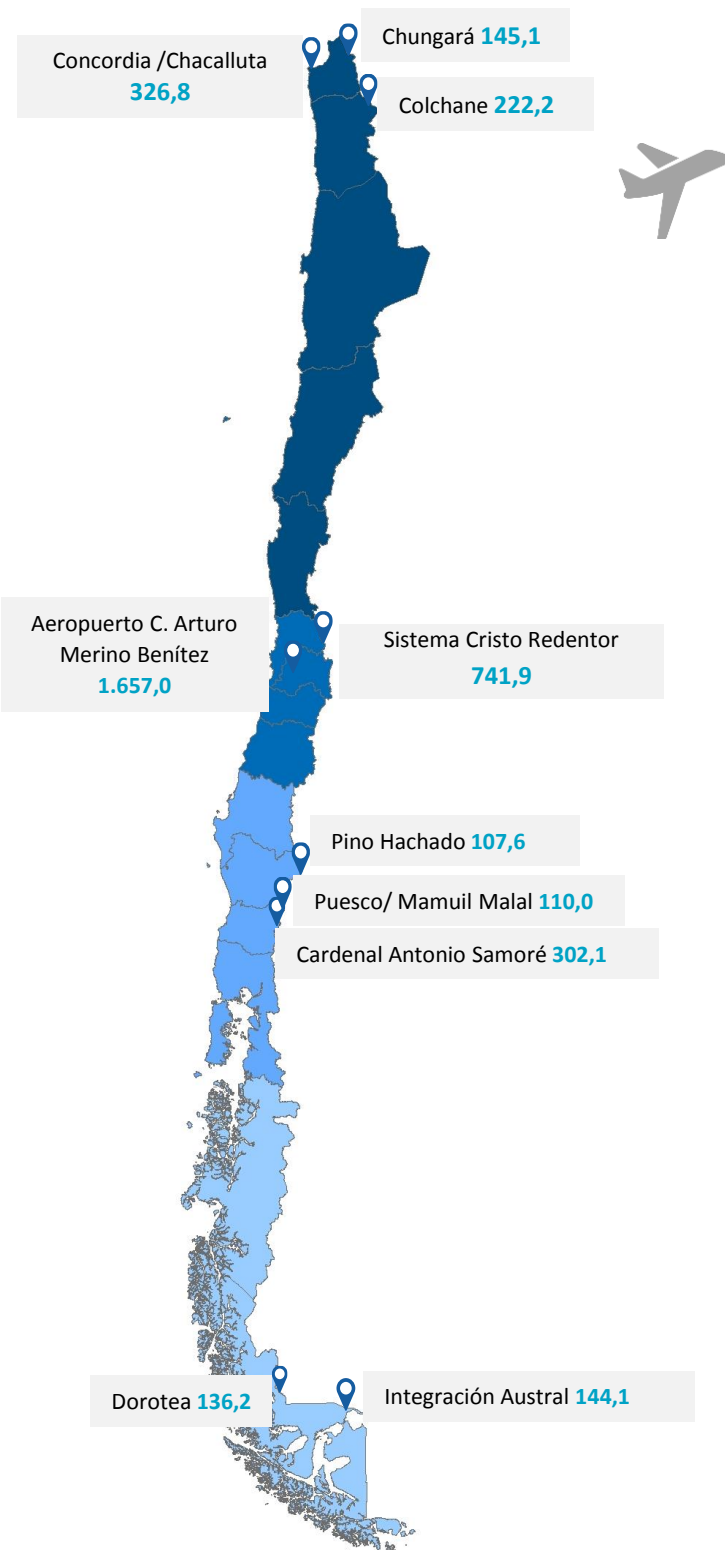 Chungará 145,1
Concordia /Chacalluta
326,8
Colchane 222,2
Aeropuerto C. Arturo
Merino Benítez
1.657,0
Sistema Cristo Redentor
741,9
Pino Hachado 107,6
Puesco/ Mamuil Malal 110,0
Cardenal Antonio Samoré 302,1
Dorotea 136,2
Integración Austral 144,1